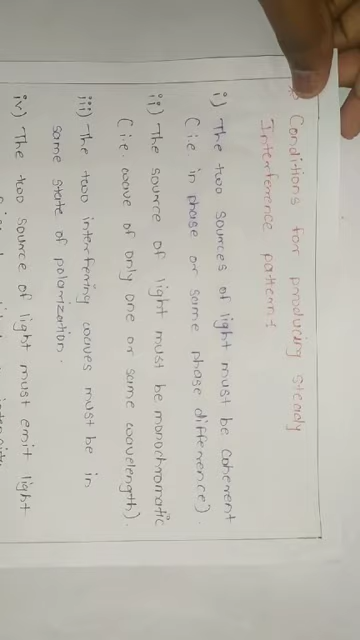 * Conditions for producing steady
Interference pattern :
i) The two sources of light must be coherent
(i.e. in phase or same phase difference).
ii) The source of light must be monochromatic
(i.e. wave of only one or same wavelength).
iii) The two interfering waves must be in
same state of polarization.
iv) The two source of light must emit light